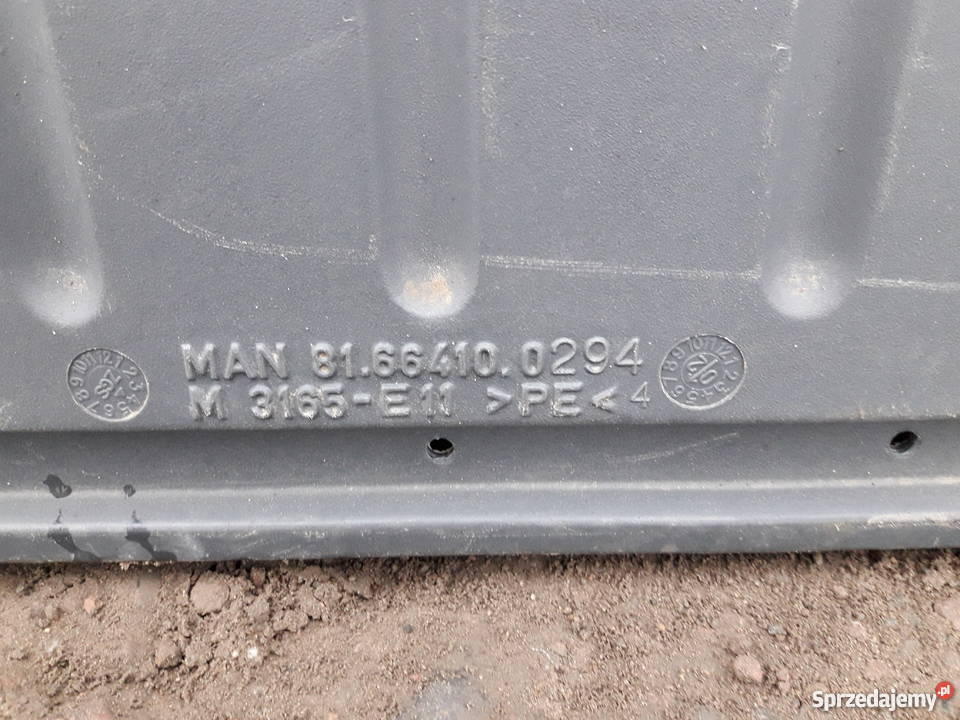 MAN 81.66410.0294
M 3165-E11 >PE< 4
Sprzedajemy.pl